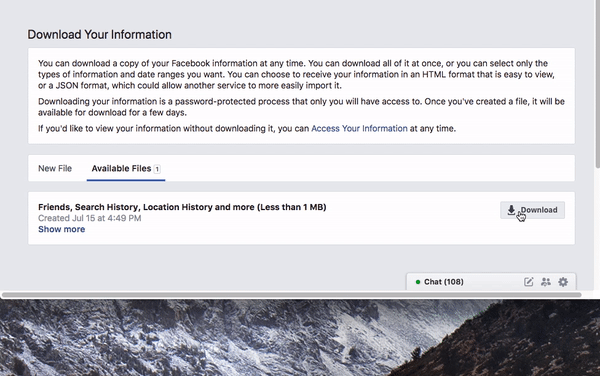 Download Your Information
You can download a copy of your Facebook information at any time. You can download all of it at once, or you can select only the
types of information and date ranges you want. You can choose to receive your information in an HTML format that is easy to view,
or a JSON format, which could allow another service to more easily import it.
Downloading your information is a password-protected process that only you will have access to. Once you've created a file, it will be
available for download for a few days.
If you'd like to view your information without downloading it, you can Access Your Information at any time.
New File Available Files 1
Friends, Search History, Location History and more (Less than 1 MB)
Created Jul 15 at 4:49 PM
Show more
Download
Chat (108)